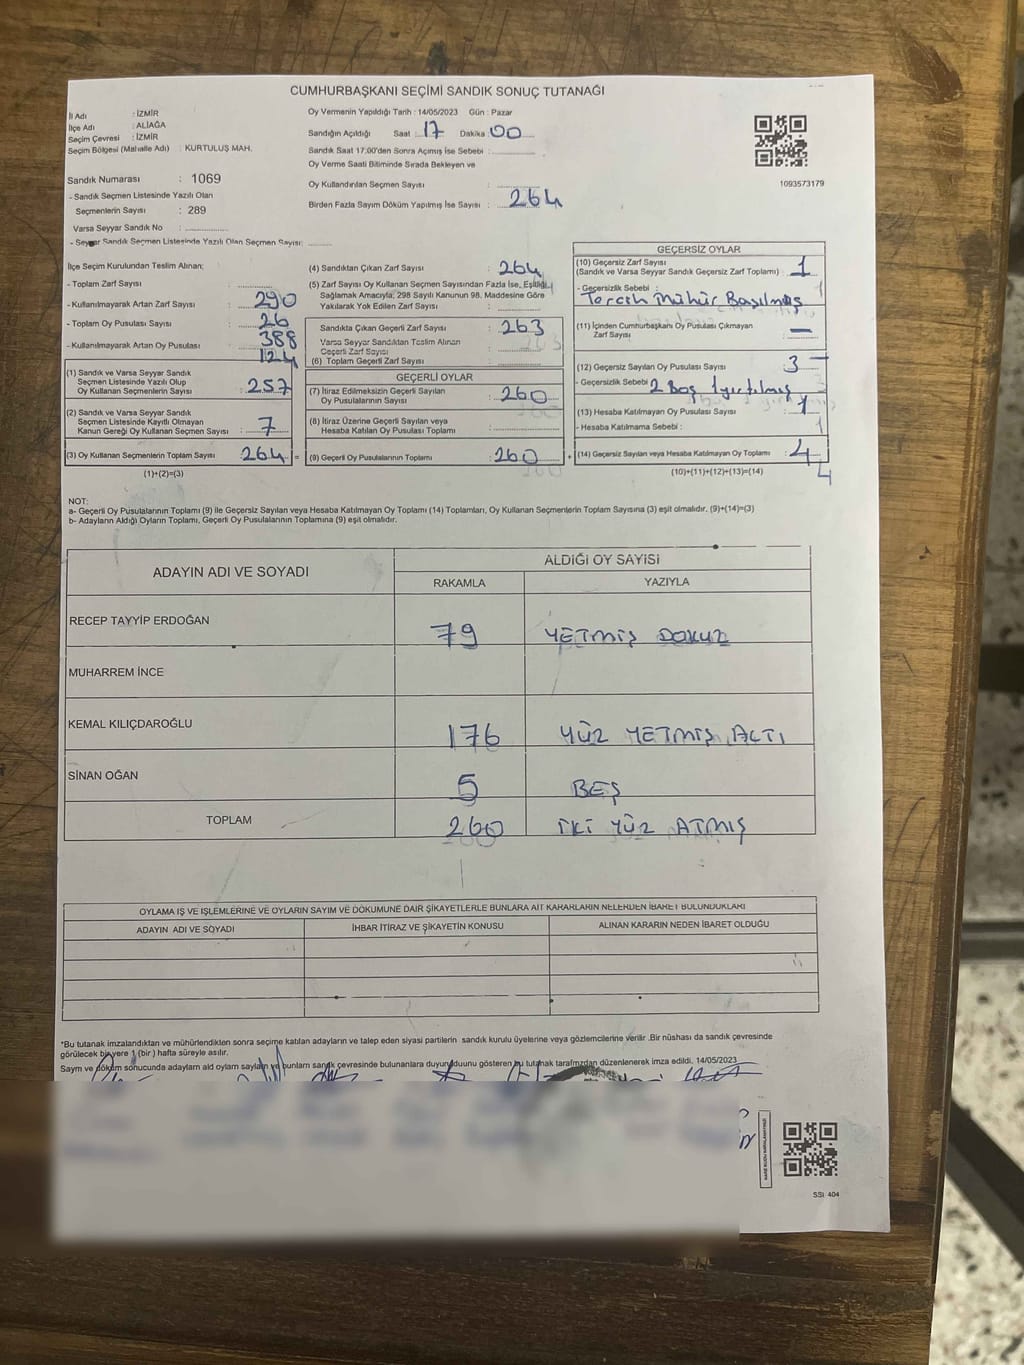 CUMHURBAŞKANI SEÇİMİ SANDIK SONUÇ TUTANAĞI
İl Adı : İZMİR
İlçe Adı : ALİAĞA
Seçim Çevresi : İZMİR
Seçim Bölgesi (Mahalle Adı) : KURTULUŞ MAH.
Sandık Numarası : 1069
- Sandık Seçmen Listesinde Yazılı Olan
Seçmenlerin Sayısı : 289
Varsa Seyyar Sandık No :
- Seyyar Sandık Seçmen Listesinde Yazılı Olan Seçmen Sayısı:
Oy Vermenin Yapıldığı Tarih : 14/05/2023 Gün : Pazar
Sandığın Açıldığı Saat : 17 Dakika : 00
Sandık Saat 17:00'den Sonra Açılmış İse Sebebi :
Oy Verme Saati Bitiminde Sırada Bekleyen ve
Oy Kullandırılan Seçmen Sayısı :
Birden Fazla Sayım Döküm Yapılmış İse Sayısı : 264
1093573179
İlçe Seçim Kurulundan Teslim Alınan:
- Toplam Zarf Sayısı : 290
- Kullanılmayarak Artan Zarf Sayısı : 26
- Toplam Oy Pusulası Sayısı : 388
- Kullanılmayarak Artan Oy Pusulası : 124
(1) Sandık ve Varsa Seyyar Sandık
Seçmen Listesinde Yazılı Olup
Oy Kullanan Seçmenlerin Sayısı : 257
(2) Sandık ve Varsa Seyyar Sandık
Seçmen Listesinde Kayıtlı Olmayan
Kanun Gereği Oy Kullanan Seçmen Sayısı : 7
(3) Oy Kullanan Seçmenlerin Toplam Sayısı : 264 =
(1)+(2)=(3)
(4) Sandıktan Çıkan Zarf Sayısı : 264
(5) Zarf Sayısı Oy Kullanan Seçmen Sayısından Fazla İse, Eşitliği
Sağlamak Amacıyla, 298 Sayılı Kanunun 98. Maddesine Göre
Yakılarak Yok Edilen Zarf Sayısı :
Sandıkta Çıkan Geçerli Zarf Sayısı : 263
Varsa Seyyar Sandıktan Teslim Alınan
Geçerli Zarf Sayısı :
(6) Toplam Geçerli Zarf Sayısı :
GEÇERLİ OYLAR
(7) İtiraz Edilmeksizin Geçerli Sayılan
Oy Pusulalarının Sayısı : 260
(8) İtiraz Üzerine Geçerli Sayılan veya
Hesaba Katılan Oy Pusulası Toplamı :
(9) Geçerli Oy Pusulalarının Toplamı : 260 +
GEÇERSİZ OYLAR
(10) Geçersiz Zarf Sayısı
(Sandık ve Varsa Seyyar Sandık Geçersiz Zarf Toplamı) : 1
- Geçersizlik Sebebi :
Tercih Mühür Basılmış
(11) İçinden Cumhurbaşkanı Oy Pusulası Çıkmayan
Zarf Sayısı : —
(12) Geçersiz Sayılan Oy Pusulası Sayısı : 3
- Geçersizlik Sebebi 2 Boş 1 yırtılmış
(13) Hesaba Katılmayan Oy Pusulası Sayısı :
- Hesaba Katılmama Sebebi :
(14) Geçersiz Sayılan veya Hesaba Katılmayan Oy Toplamı : 4
(10)+(11)+(12)+(13)=(14)
NOT:
a- Geçerli Oy Pusulalarının Toplamı (9) İle Geçersiz Sayılan veya Hesaba Katılmayan Oy Toplamı (14) Toplamları, Oy Kullanan Seçmenlerin Toplam Sayısına (3) eşit olmalıdır. (9)+(14)=(3)
b- Adayların Aldığı Oyların Toplamı, Geçerli Oy Pusulalarının Toplamına (9) eşit olmalıdır.
ADAYIN ADI VE SOYADI
ALDIĞI OY SAYISI
RAKAMLA YAZIYLA
RECEP TAYYİP ERDOĞAN 79 YETMİŞ DOKUZ
MUHARREM İNCE
KEMAL KILIÇDAROĞLU 176 YÜZ YETMİŞ ALTI
SİNAN OĞAN 5 BEŞ
TOPLAM 260 İKİ YÜZ ATMIŞ
OYLAMA İŞ VE İŞLEMLERİNE VE OYLARIN SAYIM VE DÖKÜMÜNE DAİR ŞİKAYETLERLE BUNLARA AİT KARARLARIN NELERDEN İBARET BULUNDUKLARI
ADAYIN ADI VE SOYADI İHBAR İTİRAZ VE ŞİKAYETİN KONUSU ALINAN KARARIN NEDEN İBARET OLDUĞU
*Bu tutanak imzalandıktan ve mühürlendikten sonra seçime katılan adayların ve talep eden siyasi partilerin sandık kurulu üyelerine veya gözlemcilerine verilir .Bir nüshası da sandık çevresinde
görülecek bir yere 1 (bir) hafta süreyle asılır.
Sayım ve döküm sonucunda adayların aldığı oyların sayıları ve bunların sandık çevresinde bulunanlara duyurulduğunu gösteren bu tutanak tarafımızdan düzenlenerek imza edildi. 14/05/2023
SSI 404